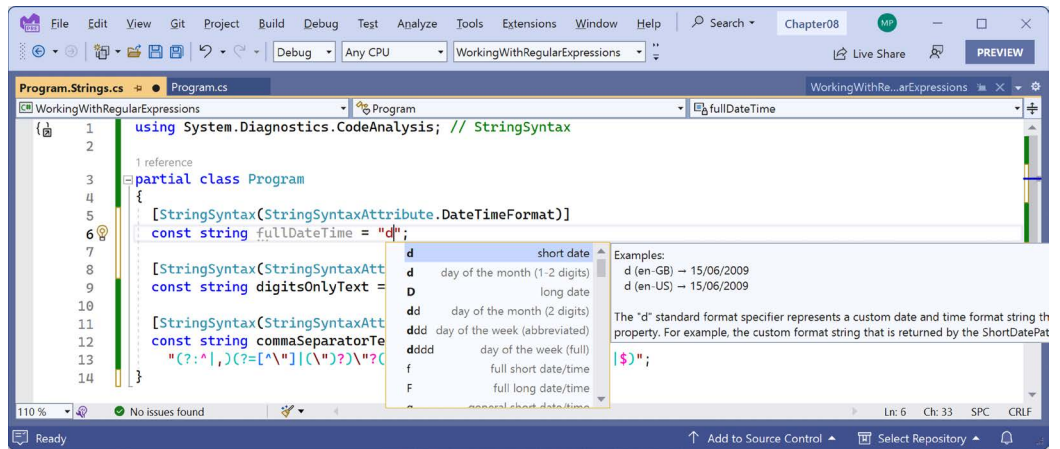 File Edit View Git Project Build Debug Test Analyze Tools Extensions Window Help Search Chapter08 MP
Debug Any CPU WorkingWithRegularExpressions Live Share PREVIEW
Program.Strings.cs Program.cs WorkingWithRe...arExpressions
C# WorkingWithRegularExpressions Program fullDateTime
1 using System.Diagnostics.CodeAnalysis; // StringSyntax
2
1 reference
3 partial class Program
4 {
5 [StringSyntax(StringSyntaxAttribute.DateTimeFormat)]
6 const string fullDateTime = "d";
7
8 [StringSyntax(StringSyntaxAtt
9 const string digitsOnlyText =
10
11 [StringSyntax(StringSyntaxAtt
12 const string commaSeparatorTe
13 "(?:^|,)(?=[^\"]|(\")?)\"?( |$)";
14 }
d short date
d day of the month (1-2 digits)
D long date
dd day of the month (2 digits)
ddd day of the week (abbreviated)
dddd day of the week (full)
f full short date/time
F full long date/time
g general short date/time
Examples:
d (en-GB) → 15/06/2009
d (en-US) → 15/06/2009
The "d" standard format specifier represents a custom date and time format string th
property. For example, the custom format string that is returned by the ShortDatePat
110 % No issues found Ln: 6 Ch: 33 SPC CRLF
Ready Add to Source Control Select Repository